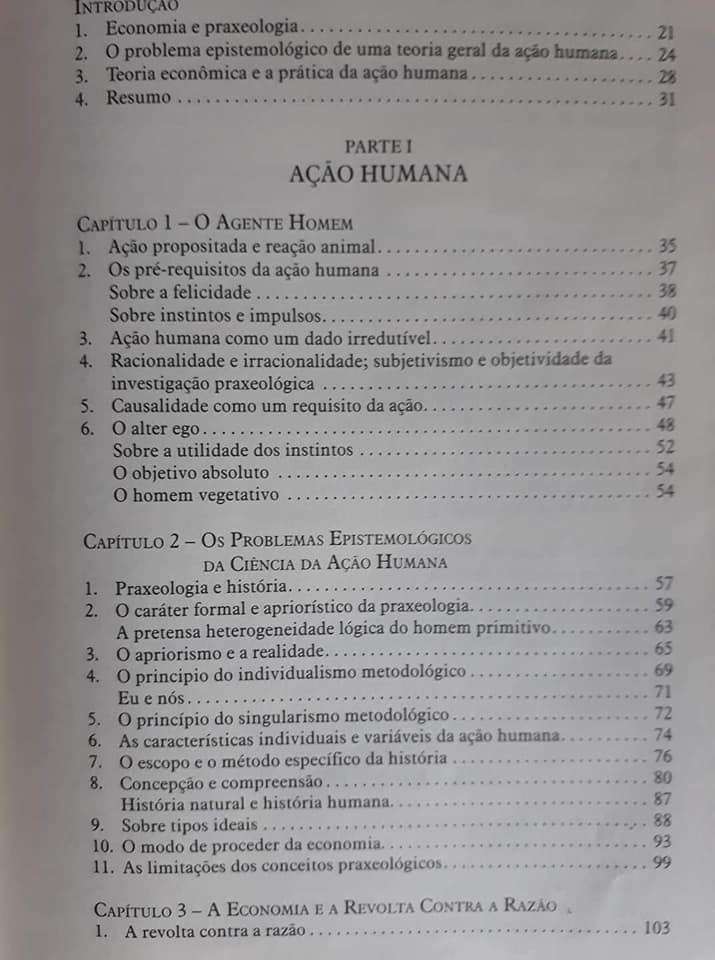 INTRODUÇÃO
1. Economia e praxeologia. . . . . . . . . . . . . . . . . . . . 21
2. O problema epistemológico de uma teoria geral da ação humana. . . . 24
3. Teoria econômica e a prática da ação humana. . . . . . . . . . 28
4. Resumo . . . . . . . . . . . . . . . . . . . . 31
PARTE I
AÇÃO HUMANA
CAPÍTULO 1 – O AGENTE HOMEM
1. Ação propositada e reação animal. . . . . . . . . . . . . . . . . . . . 35
2. Os pré-requisitos da ação humana . . . . . . . . . . . . . . . . . . . . 37
Sobre a felicidade . . . . . . . . . . . . . . . . . . . . 38
Sobre instintos e impulsos. . . . . . . . . . . . . . . . . . . . 40
3. Ação humana como um dado irredutível. . . . . . . . . . . . . . . 41
4. Racionalidade e irracionalidade; subjetivismo e objetividade da
investigação praxeológica . . . . . . . . . . . . . . . . . . . . 43
5. Causalidade como um requisito da ação. . . . . . . . . . . . . . . 47
6. O alter ego. . . . . . . . . . . . . . . . . . . . 48
Sobre a utilidade dos instintos . . . . . . . . . . . . . . . . . . . . 52
O objetivo absoluto . . . . . . . . . . . . . . . . . . . . 54
O homem vegetativo . . . . . . . . . . . . . . . . . . . . 54
CAPÍTULO 2 – OS PROBLEMAS EPISTEMOLÓGICOS
DA CIÊNCIA DA AÇÃO HUMANA
1. Praxeologia e história. . . . . . . . . . . . . . . . . . . . 57
2. O caráter formal e apriorístico da praxeologia. . . . . . . . . . . . 59
A pretensa heterogeneidade lógica do homem primitivo. . . . . . . . 63
3. O apriorismo e a realidade. . . . . . . . . . . . . . . . . . . . 65
4. O principio do individualismo metodológico . . . . . . . . . . . . 69
Eu e nós. . . . . . . . . . . . . . . . . . . . 71
5. O princípio do singularismo metodológico . . . . . . . . . . . . . 72
6. As características individuais e variáveis da ação humana. . . . . . . 74
7. O escopo e o método específico da história . . . . . . . . . . . . . 76
8. Concepção e compreensão . . . . . . . . . . . . . . . . . . . . 80
História natural e história humana. . . . . . . . . . . . . . . . . 87
9. Sobre tipos ideais . . . . . . . . . . . . . . . . . . . . 88
10. O modo de proceder da economia. . . . . . . . . . . . . . . . . 93
11. As limitações dos conceitos praxeológicos. . . . . . . . . . . . . 99
CAPÍTULO 3 – A ECONOMIA E A REVOLTA CONTRA A RAZÃO
1. A revolta contra a razão . . . . . . . . . . . . . . . . . . . . 103